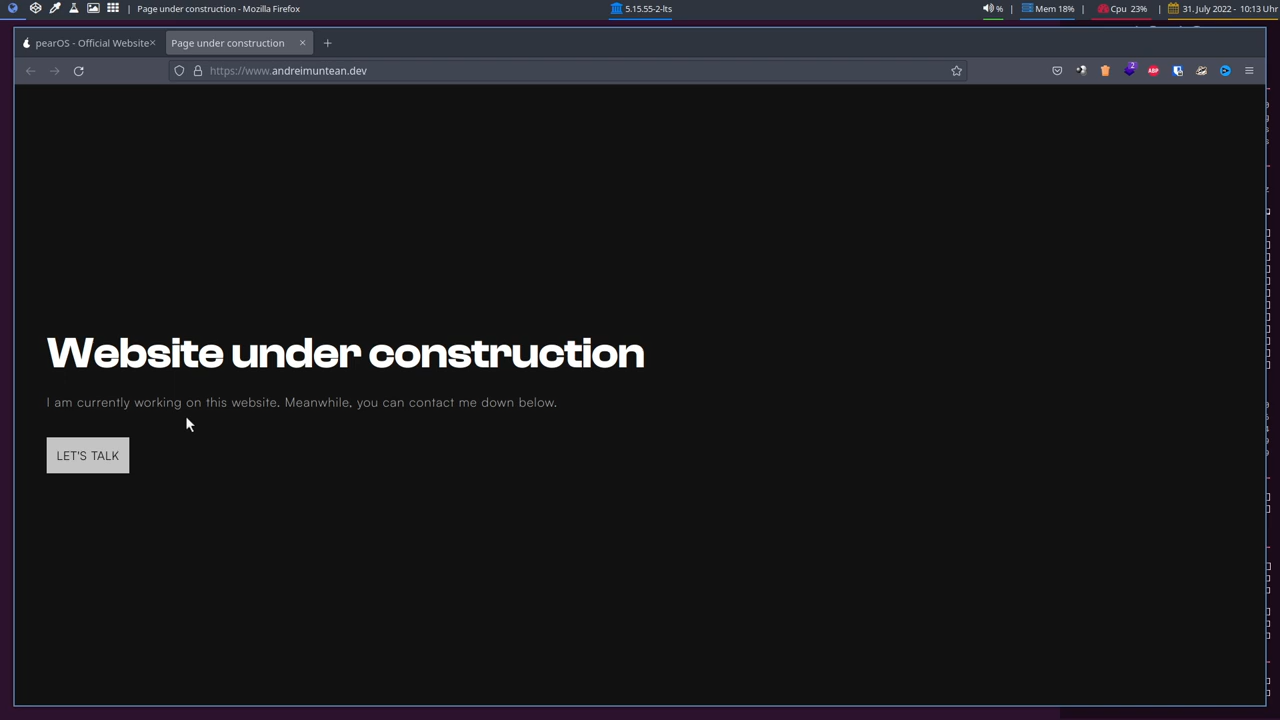 Page under construction - Mozilla Firefox
5.15.55-2-lts
%
Mem 18%
Cpu 23%
31. July 2022 - 10:13 Uhr
pearOS - Official Website
Page under construction
https://www.andreimuntean.dev
2
ABP
Website under construction
I am currently working on this website. Meanwhile, you can contact me down below.
LET'S TALK